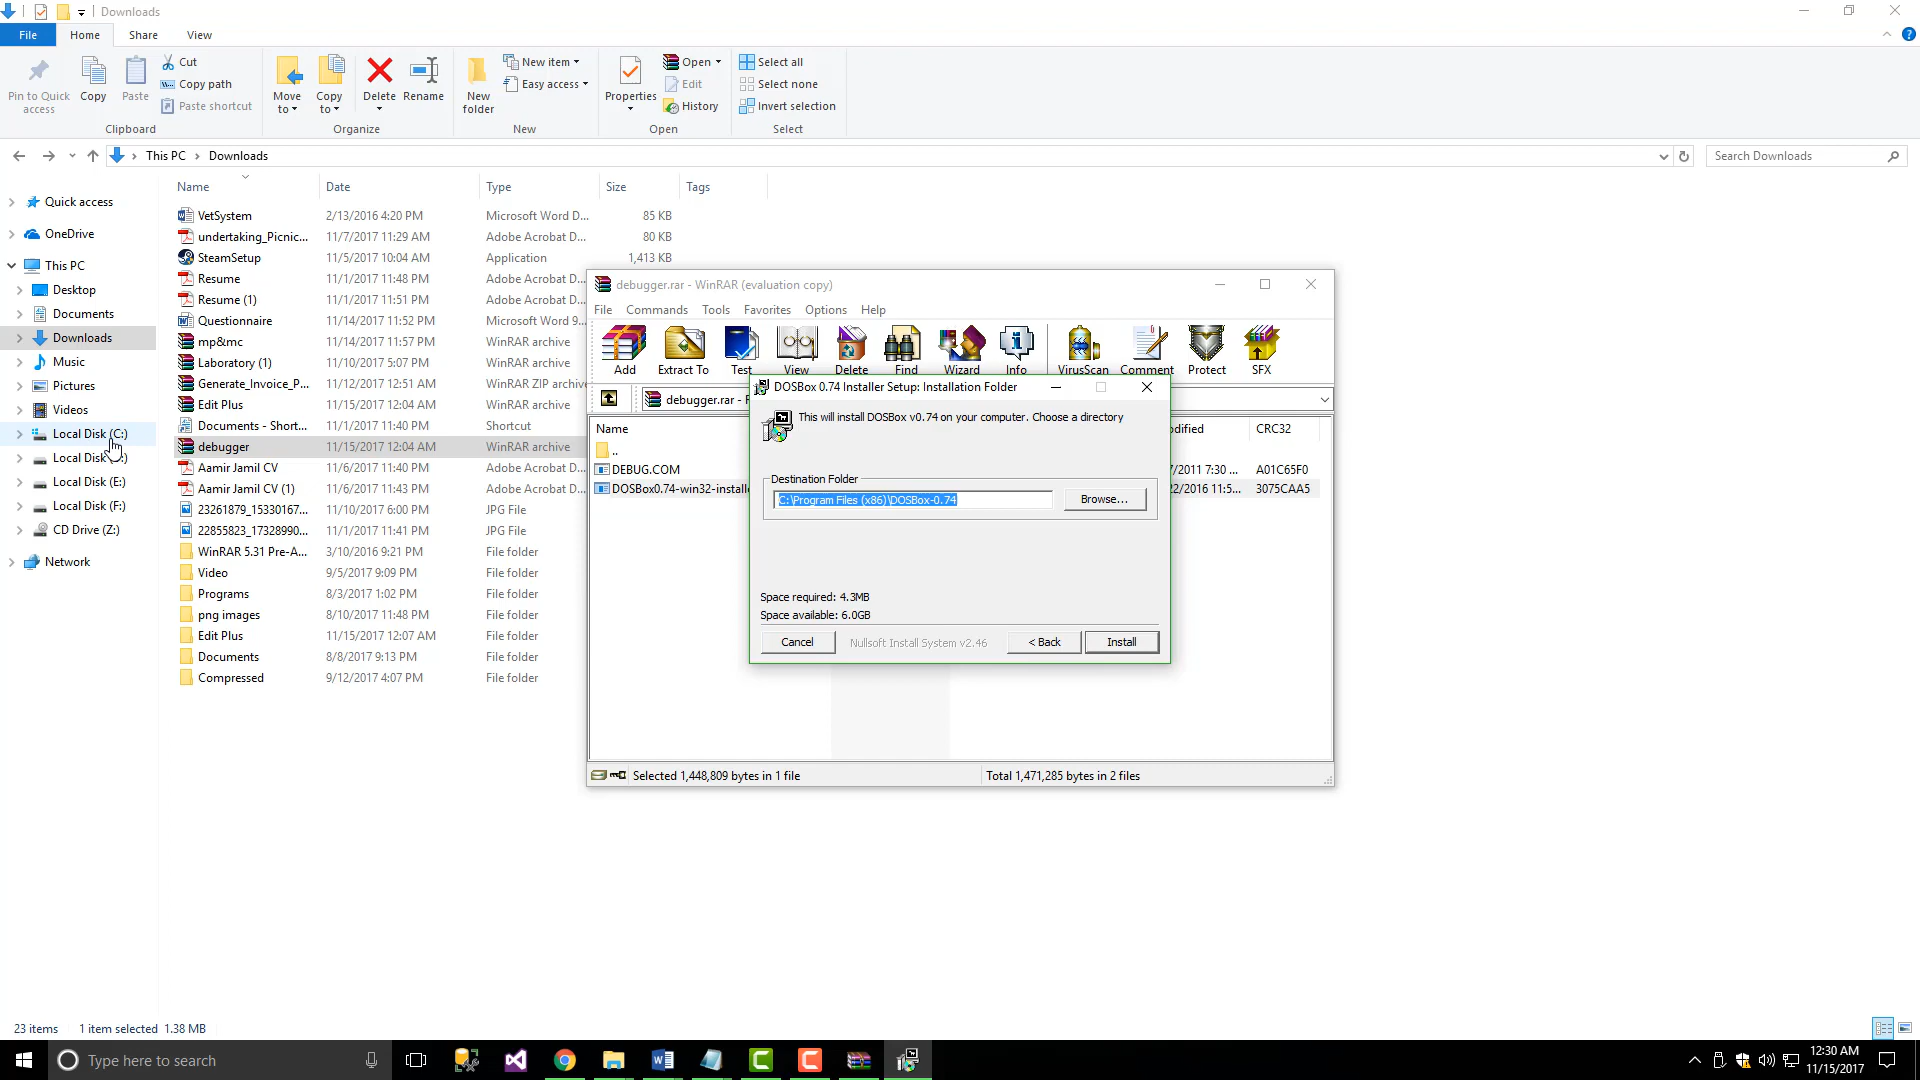 Downloads
File Home Share View
Pin to Quick access
Copy
Paste
Cut
Copy path
Paste shortcut
Clipboard
Move to
Copy to
Delete
Rename
Organize
New folder
New item
Easy access
New
Properties
Open
Edit
History
Open
Select all
Select none
Invert selection
Select
This PC Downloads
Search Downloads
Quick access
OneDrive
This PC
Desktop
Documents
Downloads
Music
Pictures
Videos
Local Disk (C:)
Local Disk
Local Disk (E:)
Local Disk (F:)
CD Drive (Z:)
Network
Name Date Type Size Tags
VetSystem 2/13/2016 4:20 PM Microsoft Word D... 85 KB
undertaking_Picnic... 11/7/2017 11:29 AM Adobe Acrobat D... 80 KB
SteamSetup 11/5/2017 10:04 AM Application 1,413 KB
Resume 11/1/2017 11:48 PM Adobe Acrobat D...
Resume (1) 11/1/2017 11:51 PM Adobe Acrobat D...
Questionnaire 11/14/2017 11:52 PM Microsoft Word 9...
mp&mc 11/14/2017 11:57 PM WinRAR archive
Laboratory (1) 11/10/2017 5:07 PM WinRAR archive
Generate_Invoice_P... 11/12/2017 12:51 AM WinRAR ZIP archive
Edit Plus 11/15/2017 12:04 AM WinRAR archive
Documents - Short... 11/1/2017 11:40 PM Shortcut
debugger 11/15/2017 12:04 AM WinRAR archive
Aamir Jamil CV 11/6/2017 11:40 PM Adobe Acrobat D...
Aamir Jamil CV (1) 11/6/2017 11:43 PM Adobe Acrobat D...
23261879_15330167... 11/10/2017 6:00 PM JPG File
22855823_17328990... 11/1/2017 11:41 PM JPG File
WinRAR 5.31 Pre-A... 3/10/2016 9:21 PM File folder
Video 9/5/2017 9:09 PM File folder
Programs 8/3/2017 1:02 PM File folder
png images 8/10/2017 11:48 PM File folder
Edit Plus 11/15/2017 12:07 AM File folder
Documents 8/8/2017 9:13 PM File folder
Compressed 9/12/2017 4:07 PM File folder
debugger.rar - WinRAR (evaluation copy)
File Commands Tools Favorites Options Help
Add Extract To Test View Delete Find Wizard Info VirusScan Comment Protect SFX
debugger.rar -
Name CRC32
..
DEBUG.COM 7/2011 7:30 ... A01C65F0
DOSBox0.74-win32-install 22/2016 11:5... 3075CAA5
DOSBox 0.74 Installer Setup: Installation Folder
This will install DOSBox v0.74 on your computer. Choose a directory
Destination Folder
C:\Program Files (x86)\DOSBox-0.74
Browse...
Space required: 4.3MB
Space available: 6.0GB
Cancel Nullsoft Install System v2.46 < Back Install
Selected 1,448,809 bytes in 1 file Total 1,471,285 bytes in 2 files
23 items 1 item selected 1.38 MB
Type here to search
12:30 AM
11/15/2017